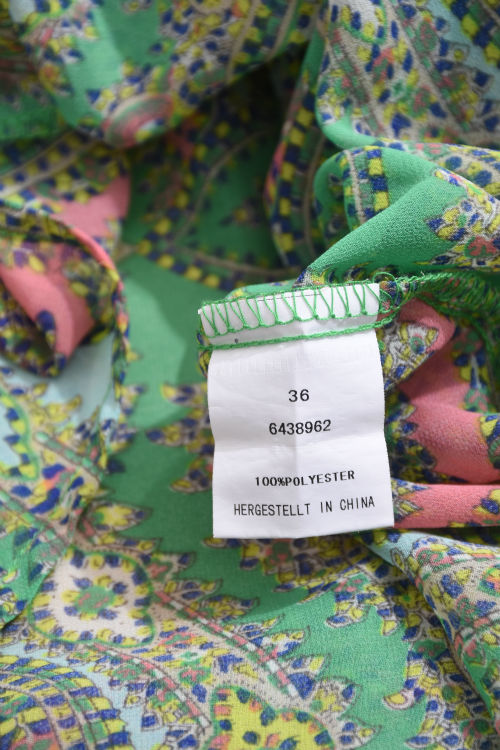 36
6438962
100%POLYESTER
HERGESTELLT IN CHINA